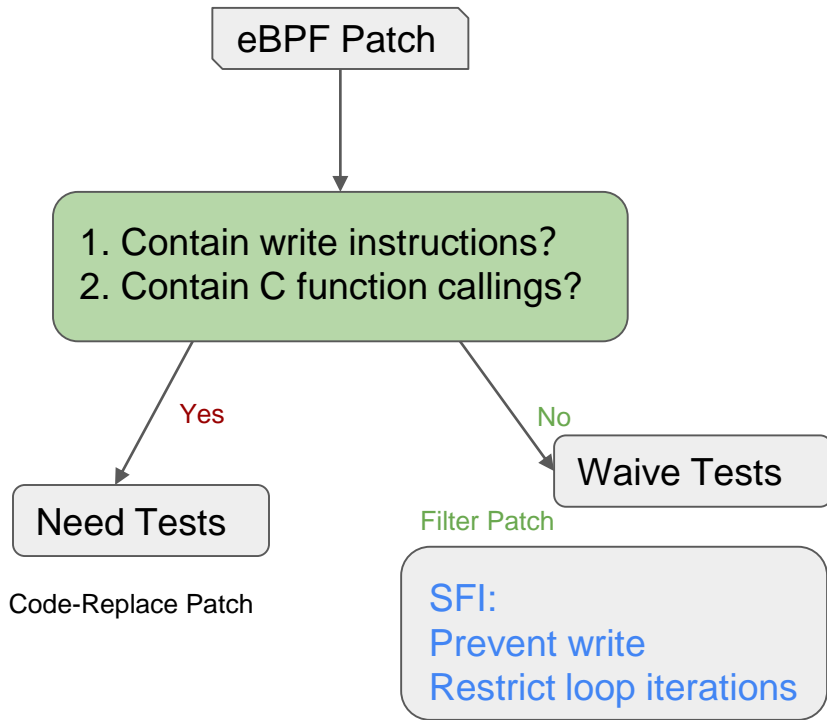 eBPF Patch
1. Contain write instructions?
2. Contain C function callings?
Yes
No
Waive Tests
Need Tests
Filter Patch
Code-Replace Patch
SFI:
Prevent write
Restrict loop iterations